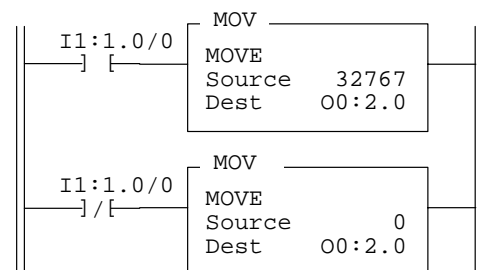 MOV
I1:1.0/0
MOVE
Source 32767
Dest O0:2.0
MOV
I1:1.0/0
MOVE
Source 0
Dest O0:2.0